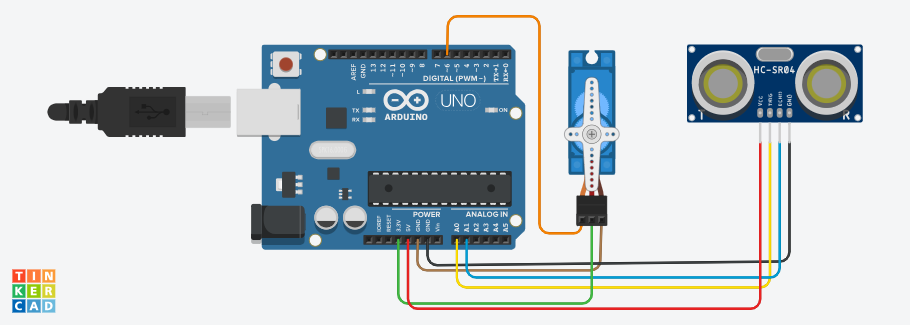 AREF
GND
13
12
~11
~10
~9
8
7
~6
~5
4
~3
2
TX→1
RX←0
DIGITAL (PWM~)
L
TX
RX
ARDUINO
UNO
ON
HC-SR04
T
R
Vcc
TRIG
ECHO
GND
POWER
ANALOG IN
IOREF
RESET
3.3V
5V
GND
GND
Vin
A0
A1
A2
A3
A4
A5
TIN
KER
CAD